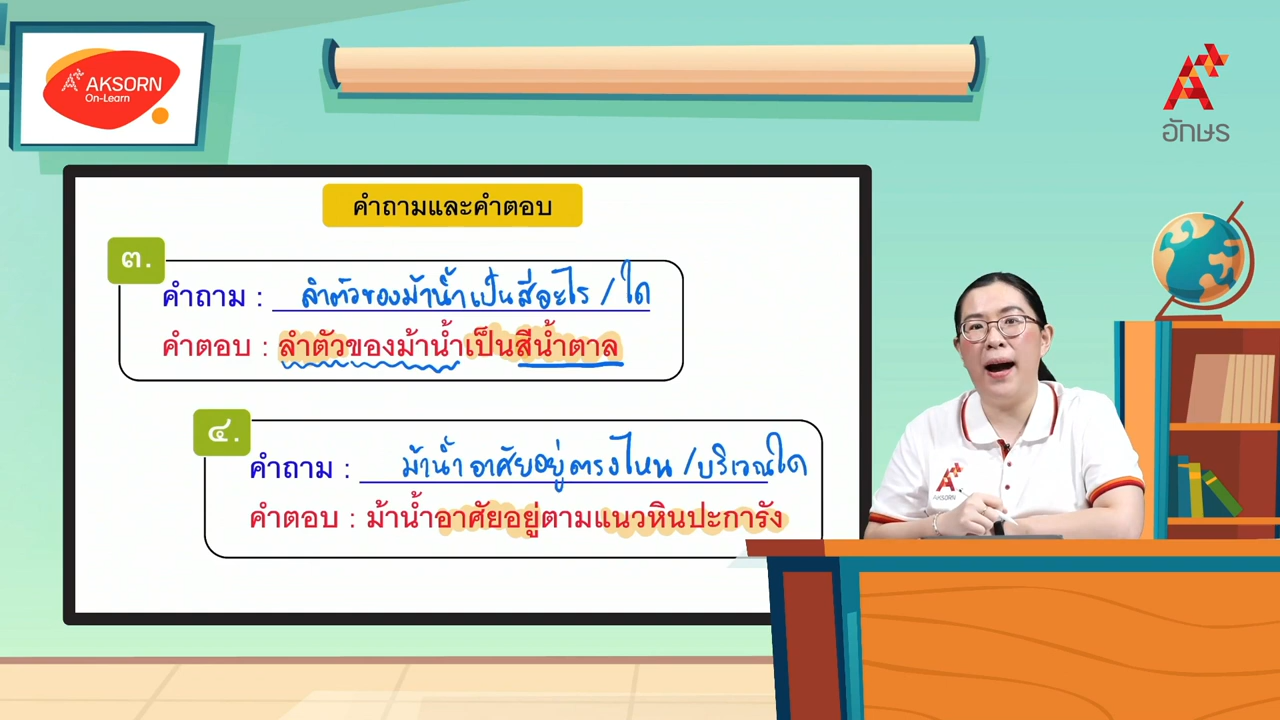 AKSORN
On-Learn
อักษร
คำถามและคำตอบ
๓.
คำถาม : ลำตัวของม้าน้ำเป็นสีอะไร / ใด
คำตอบ : ลำตัวของม้าน้ำเป็นสีน้ำตาล
๔.
คำถาม : ม้าน้ำอาศัยอยู่ตรงไหน / บริเวณใด
คำตอบ : ม้าน้ำอาศัยอยู่ตามแนวหินปะการัง
AKSORN